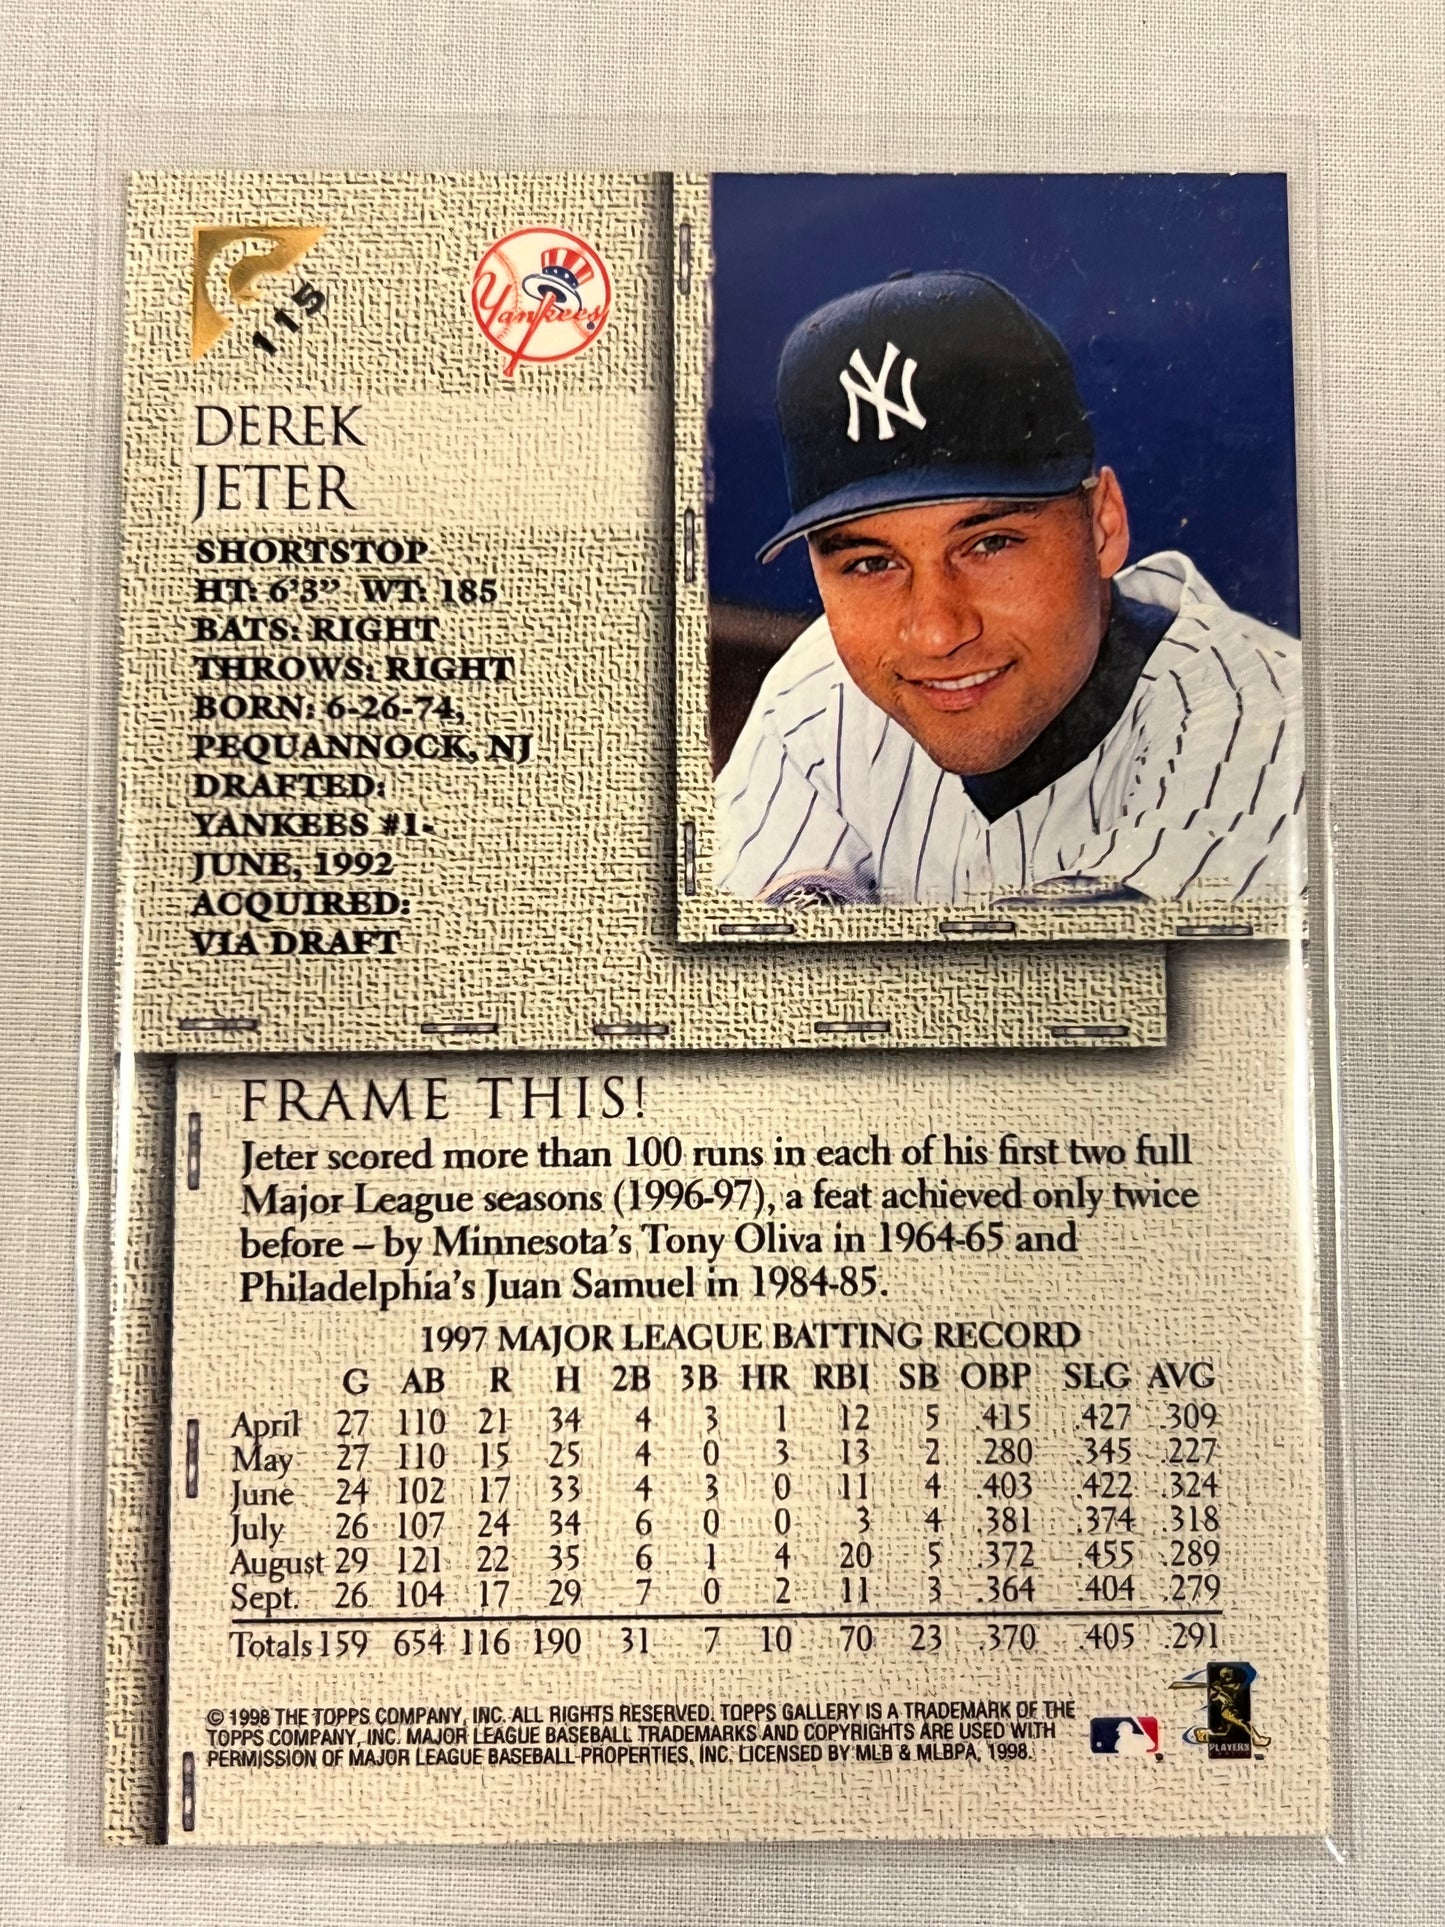 115
Yankees
DEREK
JETER
SHORTSTOP
HT: 6'3" WT: 185
BATS: RIGHT
THROWS: RIGHT
BORN: 6-26-74,
PEQUANNOCK, NJ
DRAFTED:
YANKEES #1-
JUNE, 1992
ACQUIRED:
VIA DRAFT
NY
FRAME THIS!
Jeter scored more than 100 runs in each of his first two full
Major League seasons (1996-97), a feat achieved only twice
before – by Minnesota's Tony Oliva in 1964-65 and
Philadelphia's Juan Samuel in 1984-85.
1997 MAJOR LEAGUE BATTING RECORD
G AB R H 2B 3B HR RBI SB OBP SLG AVG
April 27 110 21 34 4 3 1 12 5 .415 .427 .309
May 27 110 15 25 4 0 3 13 2 .280 .345 .227
June 24 102 17 33 4 3 0 11 4 .403 .422 .324
July 26 107 24 34 6 0 0 3 4 .381 .374 .318
August 29 121 22 35 6 1 4 20 5 .372 .455 .289
Sept. 26 104 17 29 7 0 2 11 3 .364 .404 .279
Totals 159 654 116 190 31 7 10 70 23 .370 .405 .291
© 1998 THE TOPPS COMPANY, INC. ALL RIGHTS RESERVED. TOPPS GALLERY IS A TRADEMARK OF THE
TOPPS COMPANY, INC. MAJOR LEAGUE BASEBALL TRADEMARKS AND COPYRIGHTS ARE USED WITH
PERMISSION OF MAJOR LEAGUE BASEBALL PROPERTIES, INC. LICENSED BY MLB & MLBPA, 1998.
PLAYERS